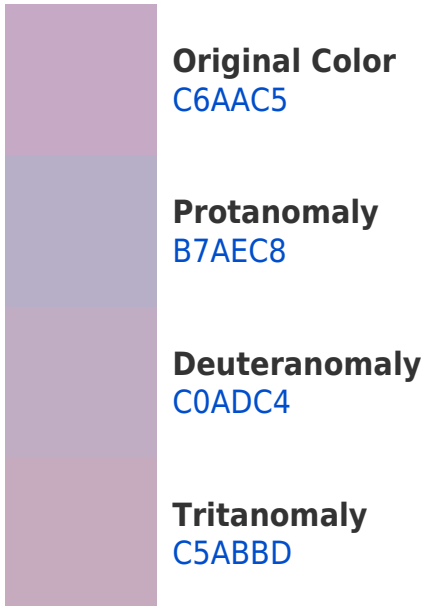 Original Color
C6AAC5
Protanomaly
B7AEC8
Deuteranomaly
C0ADC4
Tritanomaly
C5ABBD